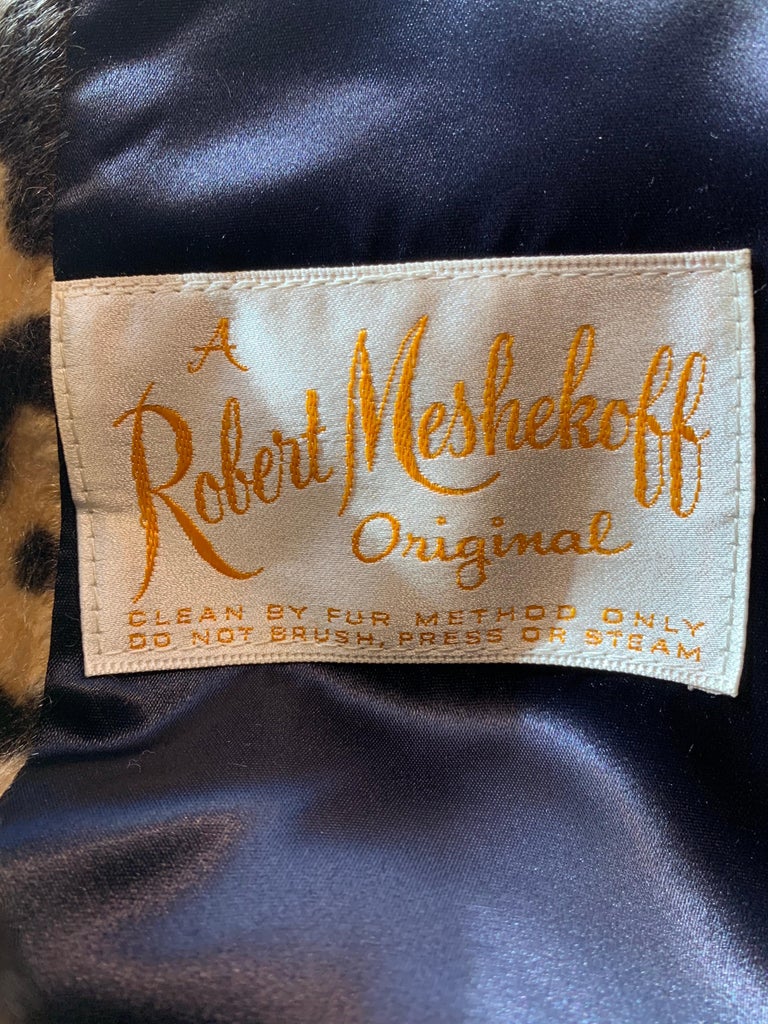 A
Robert Meshekoff
Original
CLEAN BY FUR METHOD ONLY
DO NOT BRUSH, PRESS OR STEAM